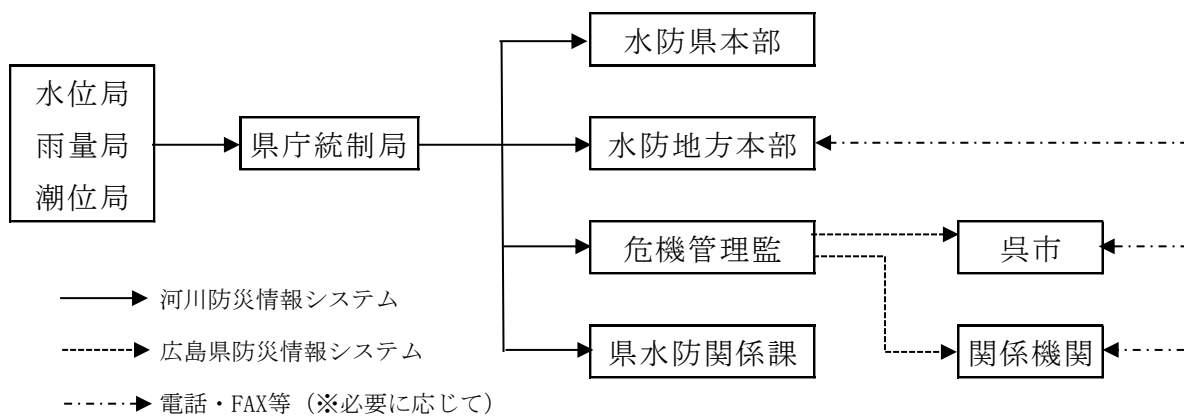 水位局
雨量局
潮位局
県庁統制局
水防県本部
水防地方本部
危機管理監
呉市
県水防関係課
関係機関
河川防災情報システム
広島県防災情報システム
電話・FAX等（※必要に応じて）